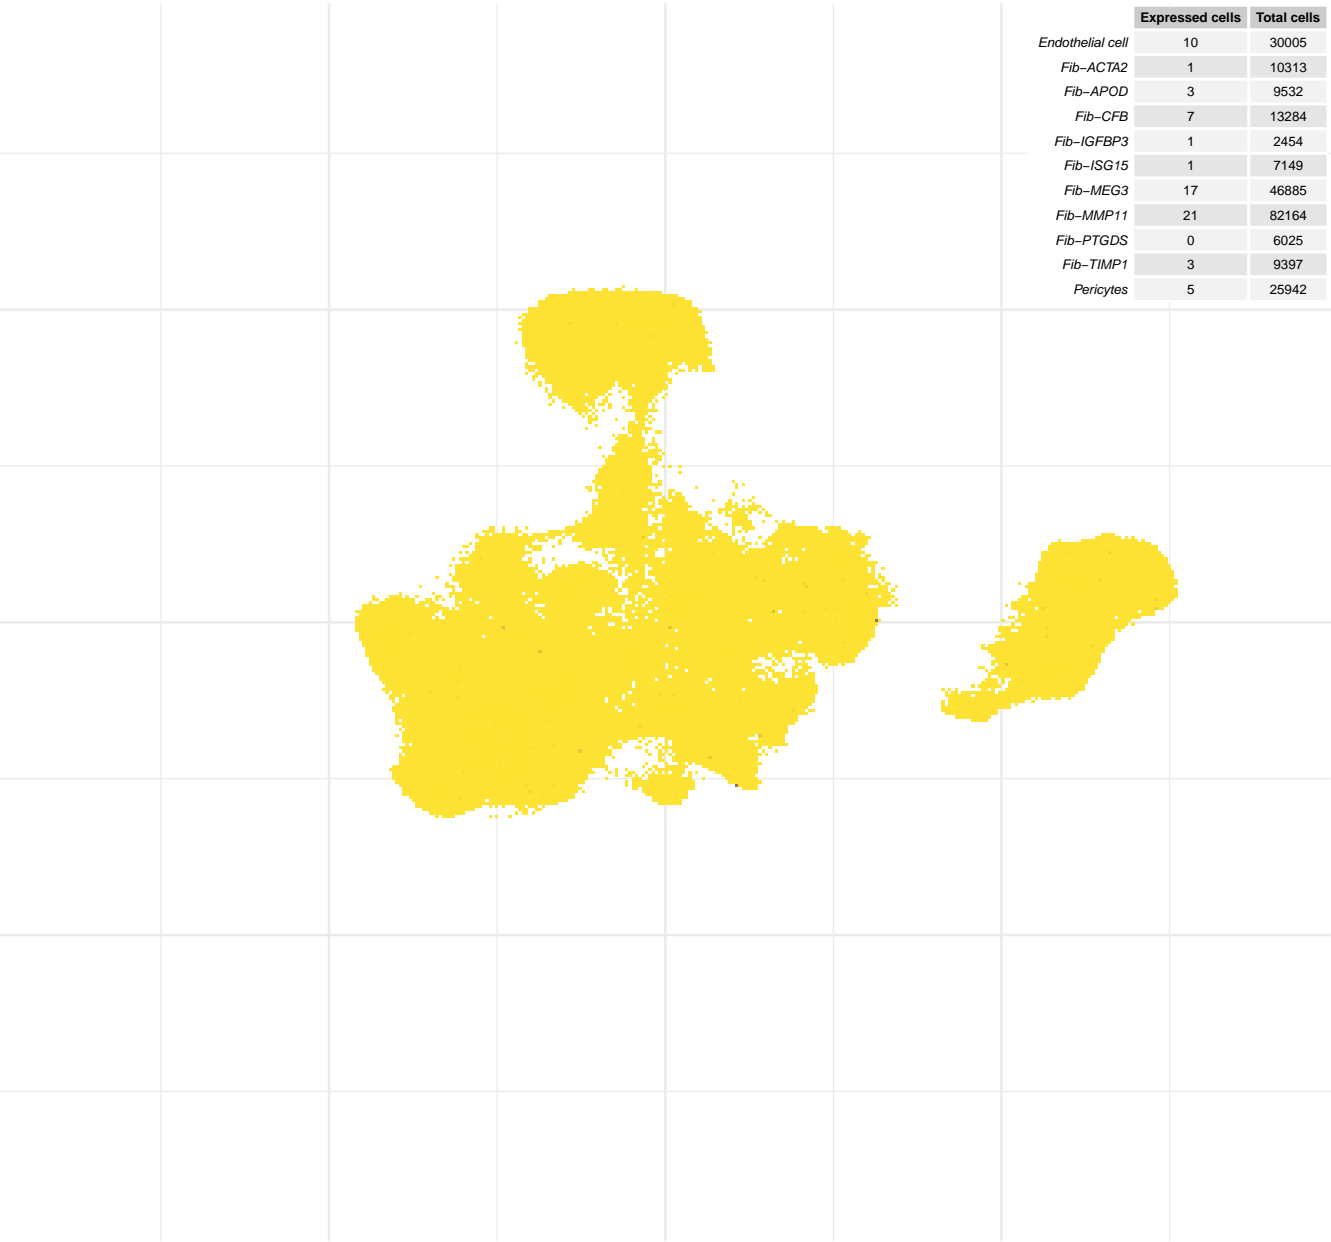 Expressed cells Total cells
Endothelial cell 10 30005
Fib−ACTA2 1 10313
Fib−APOD 3 9532
Fib−CFB 7 13284
Fib−IGFBP3 1 2454
Fib−ISG15 1 7149
Fib−MEG3 17 46885
Fib−MMP11 21 82164
Fib−PTGDS 0 6025
Fib−TIMP1 3 9397
Pericytes 5 25942